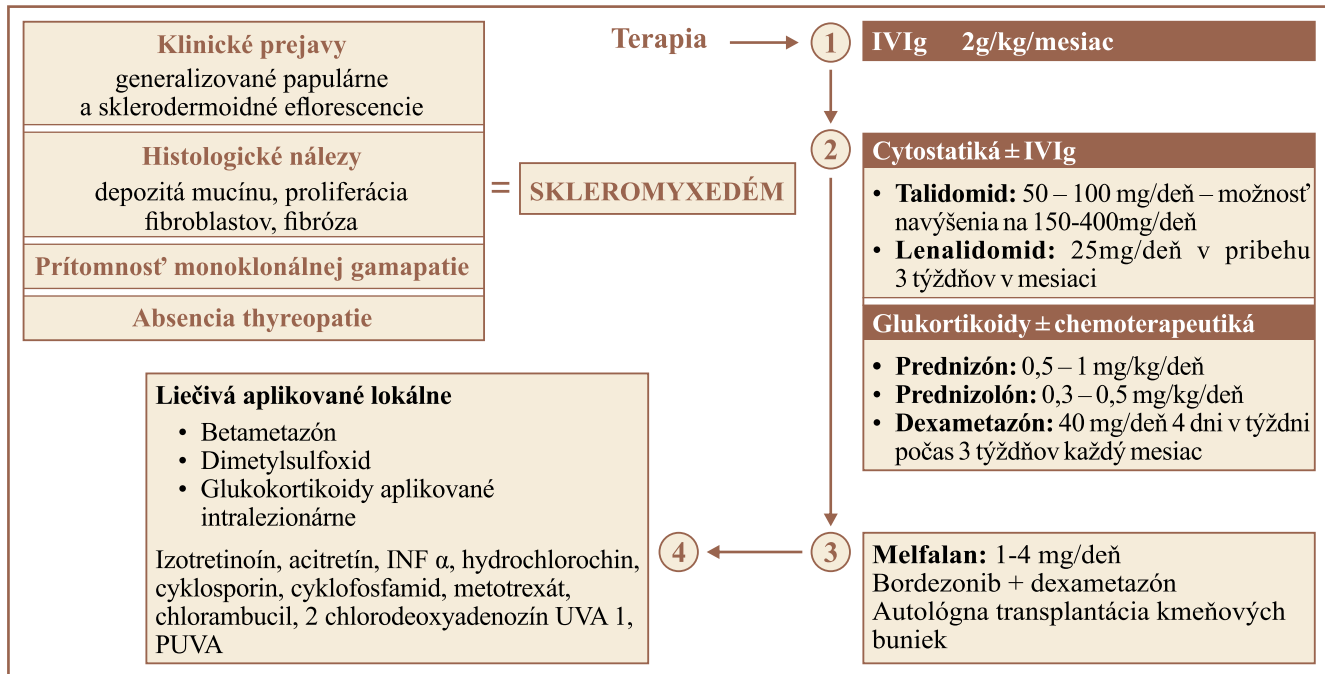 Klinické prejavy
generalizované papulárne
a sklerodermoidné eflorescencie
Histologické nálezy
depozitá mucínu, proliferácia
fibroblastov, fibróza
Prítomnosť monoklonálnej gamapatie
Absencia thyreopatie
=
SKLEROMYXEDÉM
Terapia
1
IVIg 2g/kg/mesiac
2
Cytostatiká ± IVIg
• Talidomid: 50 – 100 mg/deň – možnosť
navýšenia na 150-400mg/deň
• Lenalidomid: 25mg/deň v pribehu
3 týždňov v mesiaci
Glukortikoidy ± chemoterapeutiká
• Prednizón: 0,5 – 1 mg/kg/deň
• Prednizolón: 0,3 – 0,5 mg/kg/deň
• Dexametazón: 40 mg/deň 4 dni v týždni
počas 3 týždňov každý mesiac
3
Melfalan: 1-4 mg/deň
Bordezonib + dexametazón
Autológna transplantácia kmeňových
buniek
4
Liečivá aplikované lokálne
• Betametazón
• Dimetylsulfoxid
• Glukokortikoidy aplikované
intralezionárne
Izotretinoín, acitretín, INF α, hydrochlorochin,
cyklosporin, cyklofosfamid, metotrexát,
chlorambucil, 2 chlorodeoxyadenozín UVA 1,
PUVA